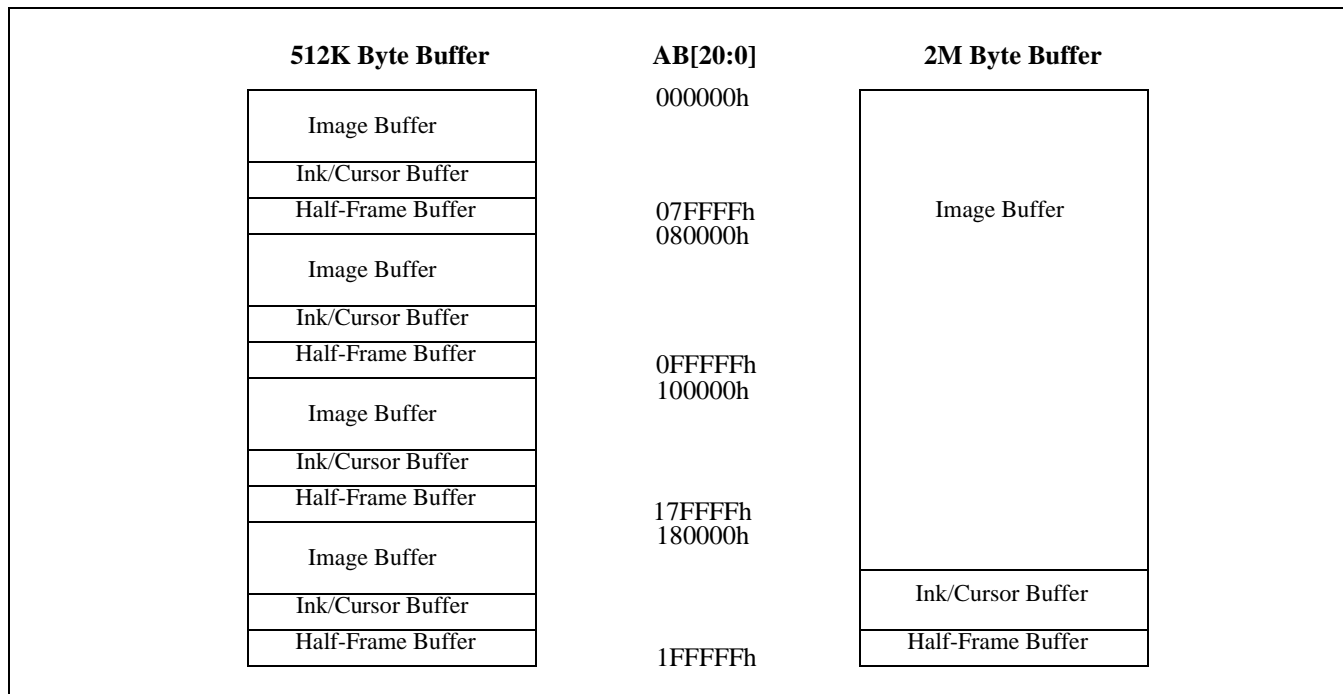 512K Byte Buffer AB[20:0] 2M Byte Buffer
000000h
Image Buffer
Ink/Cursor Buffer
Half-Frame Buffer 07FFFFh Image Buffer
080000h
Image Buffer
Ink/Cursor Buffer
Half-Frame Buffer
0FFFFFh
100000h
Image Buffer
Ink/Cursor Buffer
Half-Frame Buffer
17FFFFh
180000h
Image Buffer
Ink/Cursor Buffer Ink/Cursor Buffer
Half-Frame Buffer Half-Frame Buffer
1FFFFFh